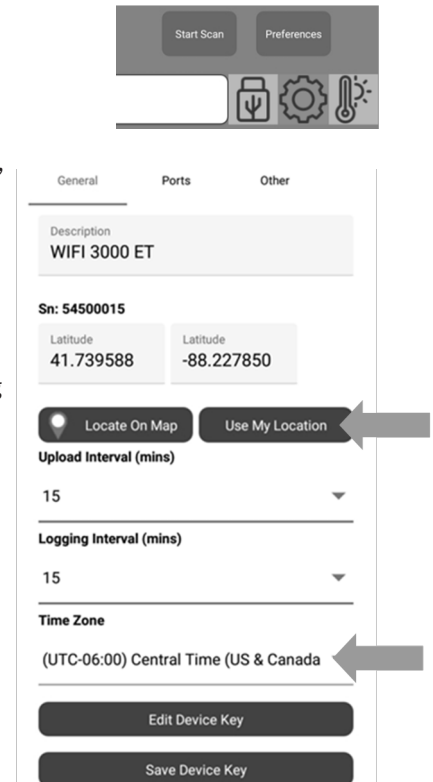 Start Scan Preferences
General Ports Other
Description
WIFI 3000 ET
Sn: 54500015
Latitude Latitude
41.739588 -88.227850
Locate On Map Use My Location
Upload Interval (mins)
15
Logging Interval (mins)
15
Time Zone
(UTC-06:00) Central Time (US & Canada
Edit Device Key
Save Device Key